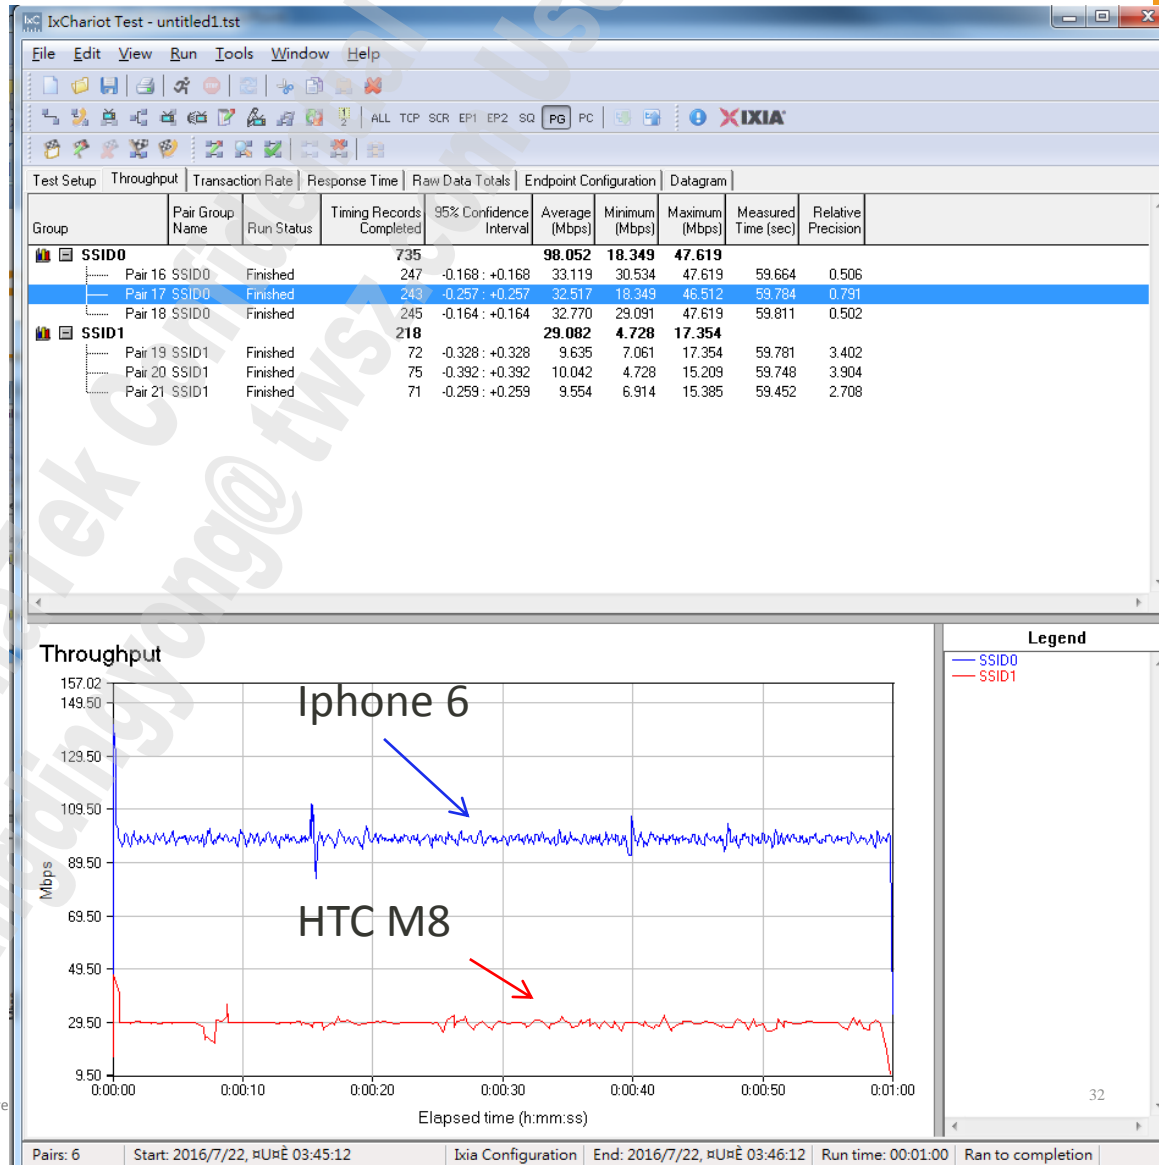 IxChariot Test - untitled1.tst
File Edit View Run Tools Window Help
ALL TCP SCR EP1 EP2 SQ PG PC IXIA
Test Setup Throughput Transaction Rate Response Time Raw Data Totals Endpoint Configuration Datagram
Group Pair Group Name Run Status Timing Records Completed 95% Confidence Interval Average (Mbps) Minimum (Mbps) Maximum (Mbps) Measured Time (sec) Relative Precision
SSID0 735 98.052 18.349 47.619
Pair 16 SSID0 Finished 247 -0.168 : +0.168 33.119 30.534 47.619 59.664 0.506
Pair 17 SSID0 Finished 243 -0.257 : +0.257 32.517 18.349 46.512 59.784 0.791
Pair 18 SSID0 Finished 245 -0.164 : +0.164 32.770 29.091 47.619 59.811 0.502
SSID1 218 29.082 4.728 17.354
Pair 19 SSID1 Finished 72 -0.328 : +0.328 9.635 7.061 17.354 59.781 3.402
Pair 20 SSID1 Finished 75 -0.392 : +0.392 10.042 4.728 15.209 59.748 3.904
Pair 21 SSID1 Finished 71 -0.259 : +0.259 9.554 6.914 15.385 59.452 2.708
Throughput
Legend
SSID0
SSID1
157.02
149.50
129.50
109.50
89.50
69.50
49.50
29.50
9.50
Mbps
Iphone 6
HTC M8
0:00:00 0:00:10 0:00:20 0:00:30 0:00:40 0:00:50 0:01:00
Elapsed time (h:mm:ss)
32
Pairs: 6 Start: 2016/7/22, ¤U¤È 03:45:12 Ixia Configuration End: 2016/7/22, ¤U¤È 03:46:12 Run time: 00:01:00 Ran to completion